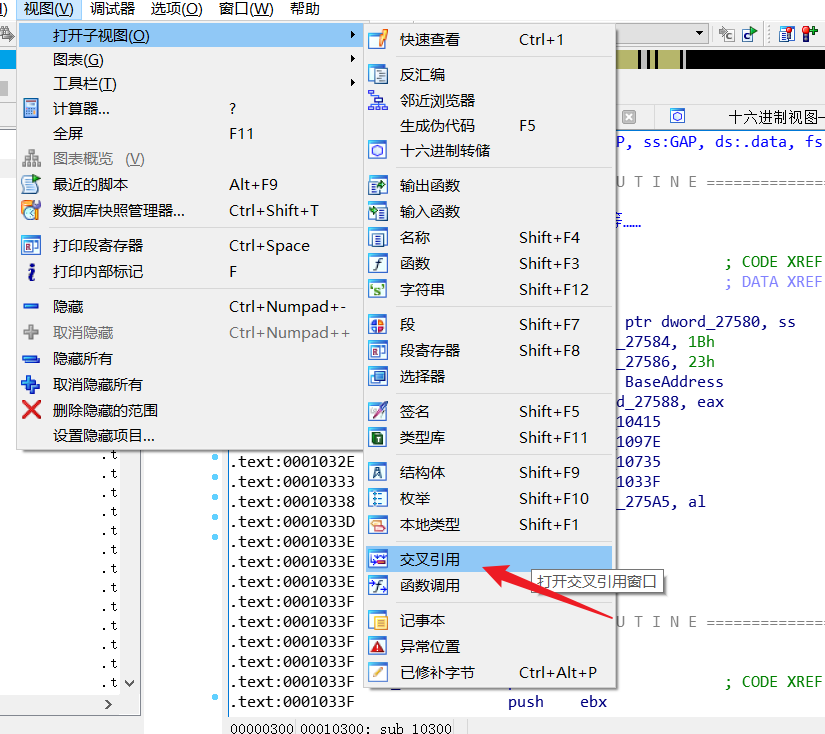 视图(V) 调试器 选项(O) 窗口(W) 帮助
打开子视图(O)
图表(G)
工具栏(T)
计算器... ?
全屏 F11
图表概览 (V)
最近的脚本 Alt+F9
数据库快照管理器... Ctrl+Shift+T
打印段寄存器 Ctrl+Space
打印内部标记 F
隐藏 Ctrl+Numpad+-
取消隐藏 Ctrl+Numpad++
隐藏所有
取消隐藏所有
删除隐藏的范围
设置隐藏项目...
快速查看 Ctrl+1
反汇编
邻近浏览器
生成伪代码 F5
十六进制转储
输出函数
输入函数
名称 Shift+F4
函数 Shift+F3
字符串 Shift+F12
段 Shift+F7
段寄存器 Shift+F8
选择器
签名 Shift+F5
类型库 Shift+F11
结构体 Shift+F9
枚举 Shift+F10
本地类型 Shift+F1
交叉引用
函数调用
记事本
异常位置
已修补字节 Ctrl+Alt+P
打开交叉引用窗口
十六进制视图-
P, ss:GAP, ds:.data, fs
U T I N E ============
等……
; CODE XREF
; DATA XREF
ptr dword_27580, ss
_27584, 1Bh
_27586, 23h
BaseAddress
d_27588, eax
10415
1097E
10735
1033F
_275A5, al
U T I N E ============
; CODE XREF
.t
.t
.t
.t
.t
.t
.t
.t
.t
.t
.t
.t
.t
.text:0001032E
.text:00010333
.text:00010338
.text:0001033D
.text:0001033E
.text:0001033E
.text:0001033E
.text:0001033F
.text:0001033F
.text:0001033F
.text:0001033F
.text:0001033F
.text:0001033F push ebx
00000300 00010300: sub 10300